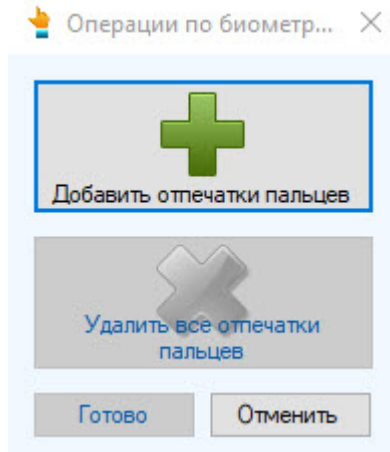 Операции по биометр...
Добавить отпечатки пальцев
Удалить все отпечатки
пальцев
Готово
Отменить